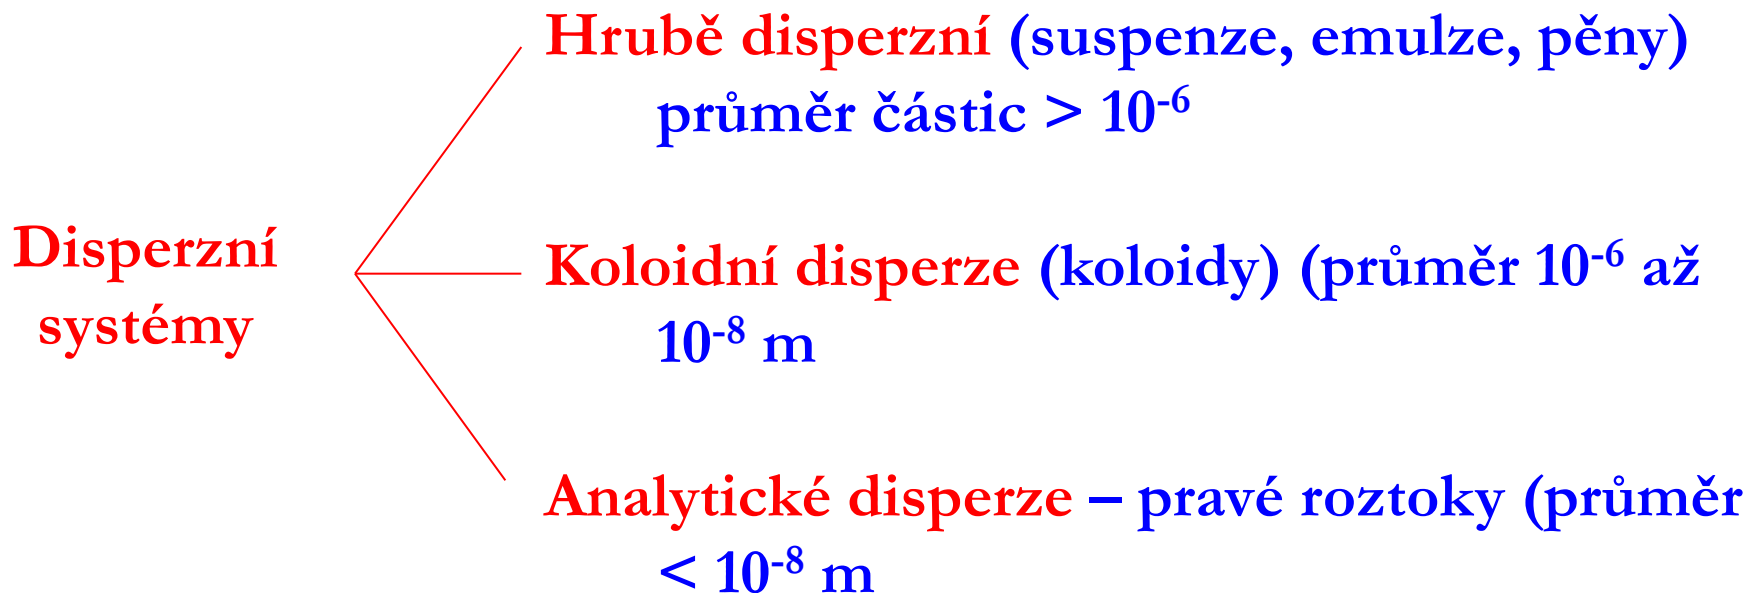 Hrubě disperzní (suspenze, emulze, pěny)
průměr částic > 10⁻⁶
Disperzní
systémy
Koloidní disperze (koloidy) (průměr 10⁻⁶ až
10⁻⁸ m
Analytické disperze – pravé roztoky (průměr
< 10⁻⁸ m